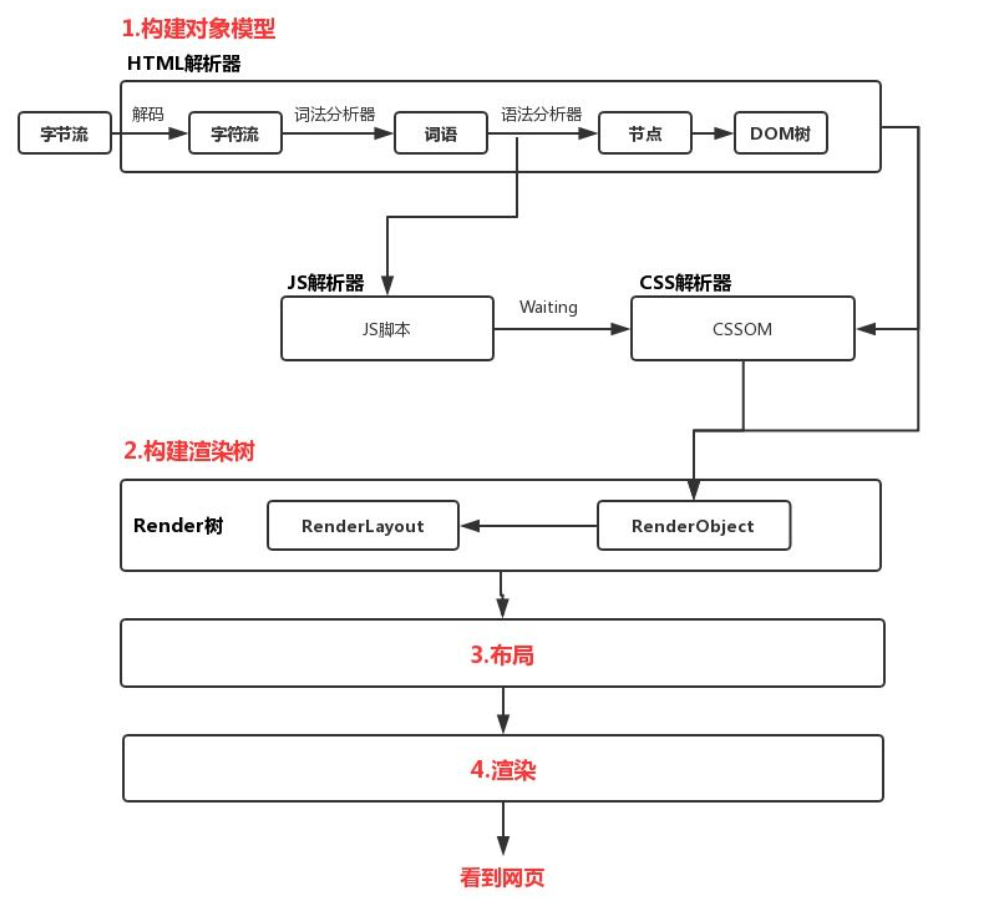 1.构建对象模型
HTML解析器
解码
词法分析器
语法分析器
字节流
字符流
词语
节点
DOM树
JS解析器
CSS解析器
Waiting
JS脚本
CSSOM
2.构建渲染树
Render树
RenderLayout
RenderObject
3.布局
4.渲染
看到网页